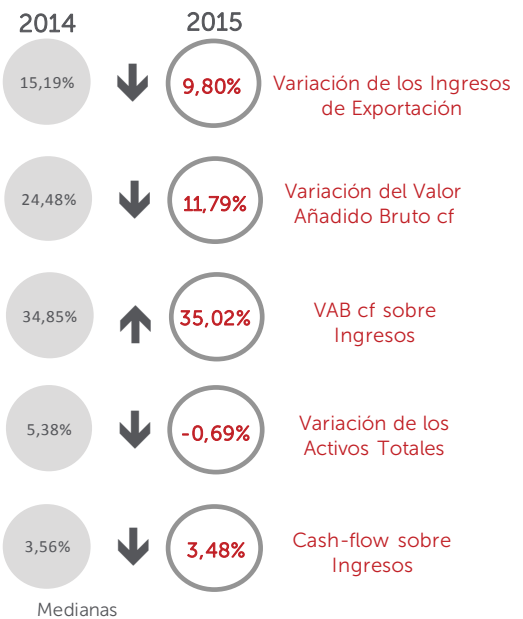 2014
2015
15,19%
9,80%
Variación de los Ingresos
de Exportación
24,48%
11,79%
Variación del Valor
Añadido Bruto cf
34,85%
35,02%
VAB cf sobre
Ingresos
5,38%
-0,69%
Variación de los
Activos Totales
3,56%
3,48%
Cash-flow sobre
Ingresos
Medianas